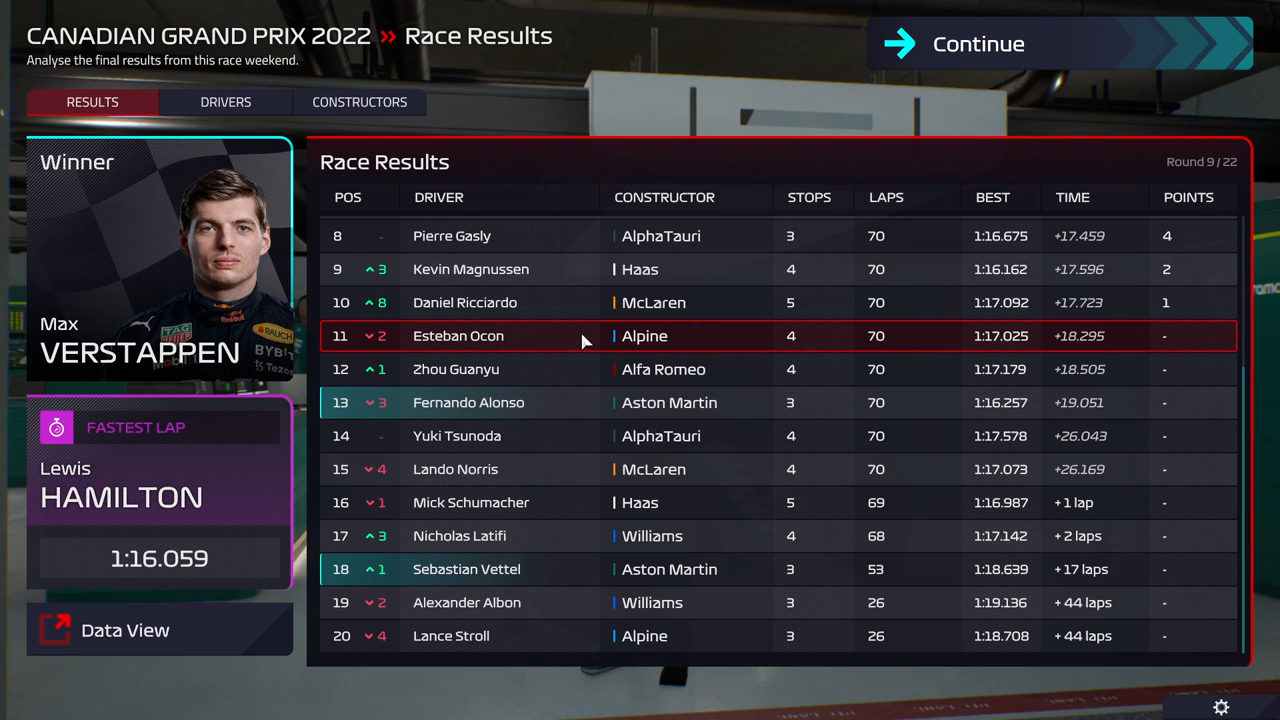 CANADIAN GRAND PRIX 2022 » Race Results
Analyse the final results from this race weekend.
Continue
RESULTS DRIVERS CONSTRUCTORS
Winner
Max
VERSTAPPEN
TAG
HEUER
RAUCH
BYBIT
Tezos
Red Bull
Mobil
FASTEST LAP
Lewis
HAMILTON
1:16.059
Data View
Race Results
Round 9 / 22
POS DRIVER CONSTRUCTOR STOPS LAPS BEST TIME POINTS
8 - Pierre Gasly AlphaTauri 3 70 1:16.675 +17.459 4
9 3 Kevin Magnussen Haas 4 70 1:16.162 +17.596 2
10 8 Daniel Ricciardo McLaren 5 70 1:17.092 +17.723 1
11 2 Esteban Ocon Alpine 4 70 1:17.025 +18.295 -
12 1 Zhou Guanyu Alfa Romeo 4 70 1:17.179 +18.505 -
13 3 Fernando Alonso Aston Martin 3 70 1:16.257 +19.051 -
14 - Yuki Tsunoda AlphaTauri 4 70 1:17.578 +26.043 -
15 4 Lando Norris McLaren 4 70 1:17.073 +26.169 -
16 1 Mick Schumacher Haas 5 69 1:16.987 + 1 lap -
17 3 Nicholas Latifi Williams 4 68 1:17.142 + 2 laps -
18 1 Sebastian Vettel Aston Martin 3 53 1:18.639 + 17 laps -
19 2 Alexander Albon Williams 3 26 1:19.136 + 44 laps -
20 4 Lance Stroll Alpine 3 26 1:18.708 + 44 laps -